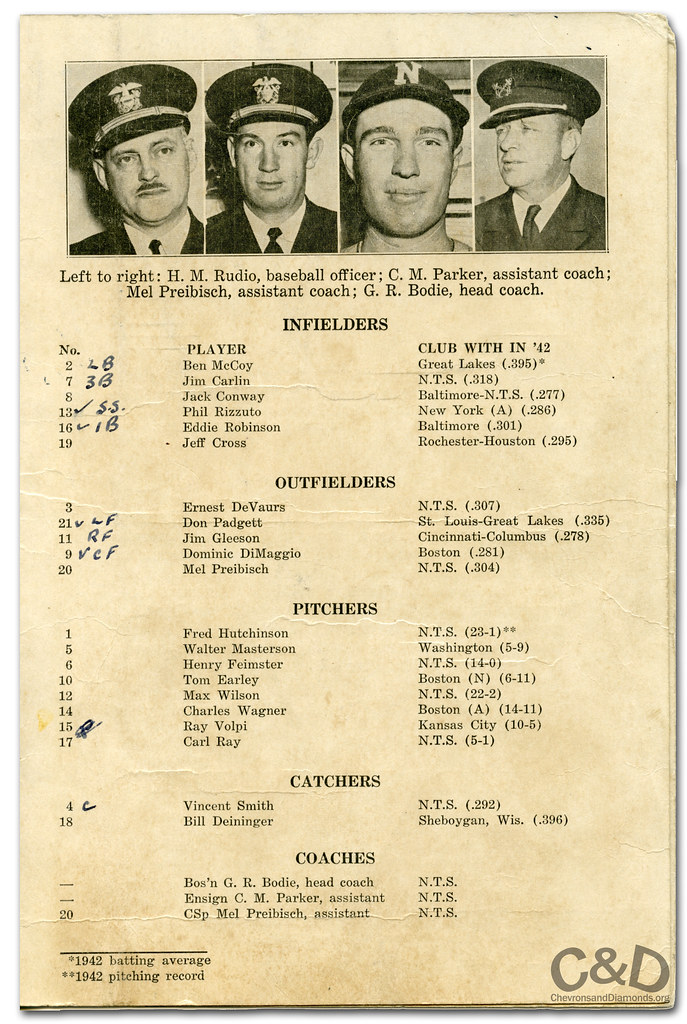 N
Left to right: H. M. Rudio, baseball officer; C. M. Parker, assistant coach;
Mel Preibisch, assistant coach; G. R. Bodie, head coach.
INFIELDERS
No. PLAYER CLUB WITH IN '42
2 2B Ben McCoy Great Lakes (.395)*
7 3B Jim Carlin N.T.S. (.318)
8 Jack Conway Baltimore-N.T.S. (.277)
13 ✓ SS. Phil Rizzuto New York (A) (.286)
16 ✓ 1B Eddie Robinson Baltimore (.301)
19 Jeff Cross Rochester-Houston (.295)
OUTFIELDERS
3 Ernest DeVaurs N.T.S. (.307)
21 ✓ LF Don Padgett St. Louis-Great Lakes (.335)
11 RF Jim Gleeson Cincinnati-Columbus (.278)
9 ✓ CF Dominic DiMaggio Boston (.281)
20 Mel Preibisch N.T.S. (.304)
PITCHERS
1 Fred Hutchinson N.T.S. (23-1)**
5 Walter Masterson Washington (5-9)
6 Henry Feimster N.T.S. (14-0)
10 Tom Earley Boston (N) (6-11)
12 Max Wilson N.T.S. (22-2)
14 Charles Wagner Boston (A) (14-11)
15 Ray Volpi Kansas City (10-5)
17 Carl Ray N.T.S. (5-1)
CATCHERS
4 C Vincent Smith N.T.S. (.292)
18 Bill Deininger Sheboygan, Wis. (.396)
COACHES
— Bos'n G. R. Bodie, head coach N.T.S.
— Ensign C. M. Parker, assistant N.T.S.
20 CSp Mel Preibisch, assistant N.T.S.
*1942 batting average
**1942 pitching record
C&D
ChevronsandDiamonds.org